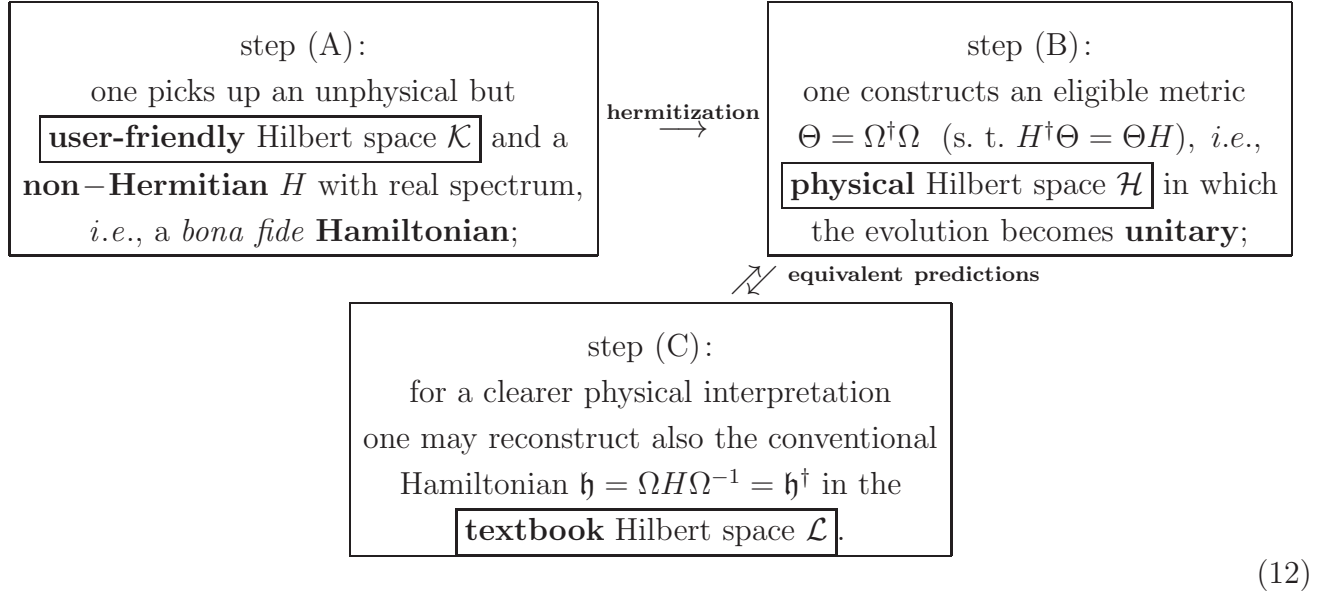 step (A):
one picks up an unphysical but
user-friendly Hilbert space 𝒦 and a
non−Hermitian H with real spectrum,
i.e., a bona fide Hamiltonian;
hermitization
⟶
step (B):
one constructs an eligible metric
Θ = Ω†Ω (s. t. H†Θ = ΘH), i.e.,
physical Hilbert space ℋ in which
the evolution becomes unitary;
⇗⇙ equivalent predictions
step (C):
for a clearer physical interpretation
one may reconstruct also the conventional
Hamiltonian 𝔥 = ΩHΩ⁻¹ = 𝔥† in the
textbook Hilbert space ℒ.
(12)